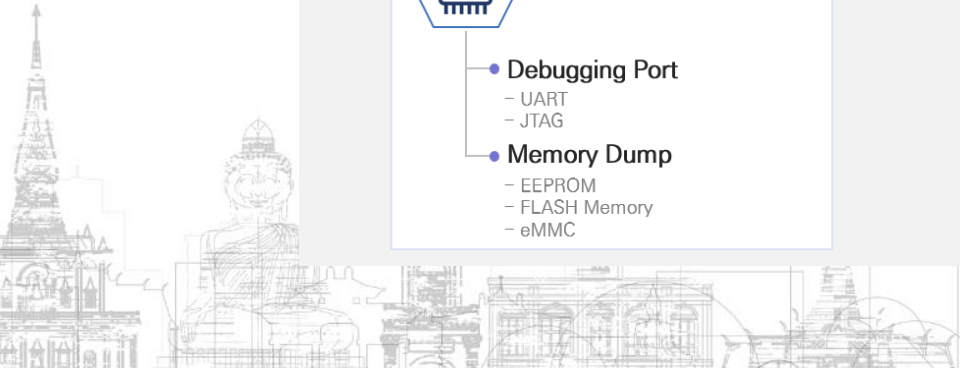 Debugging Port
- UART
- JTAG
Memory Dump
- EEPROM
- FLASH Memory
- eMMC